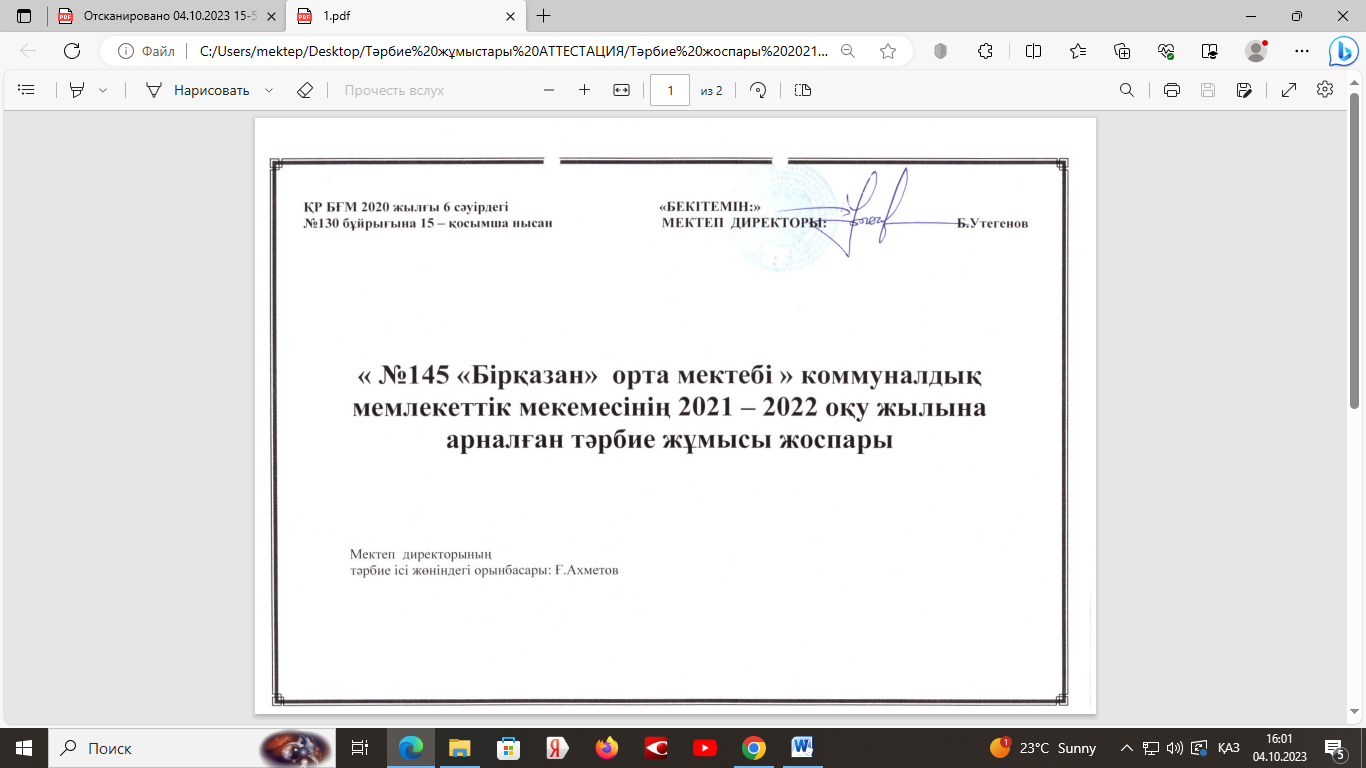 Отсканировано 04.10.2023 15-5
1.pdf
Файл
C:/Users/mektep/Desktop/Тәрбие%20жұмыстары%20АТТЕСТАЦИЯ/Тәрбие%20жоспары%202021...
Нарисовать
Прочесть вслух
1
из 2
ҚР БҒМ 2020 жылғы 6 сәуірдегі
№130 бұйрығына 15 – қосымша нысан
«БЕКІТЕМІН:»
МЕКТЕП ДИРЕКТОРЫ:
Б.Утегенов
« №145 «Бірқазан» орта мектебі » коммуналдық
мемлекеттік мекемесінің 2021 – 2022 оқу жылына
арналған тәрбие жұмысы жоспары
Мектеп директорының
тәрбие ісі жөніндегі орынбасары: Ғ.Ахметов
Поиск
23°C Sunny
ҚАЗ
16:01
04.10.2023
5